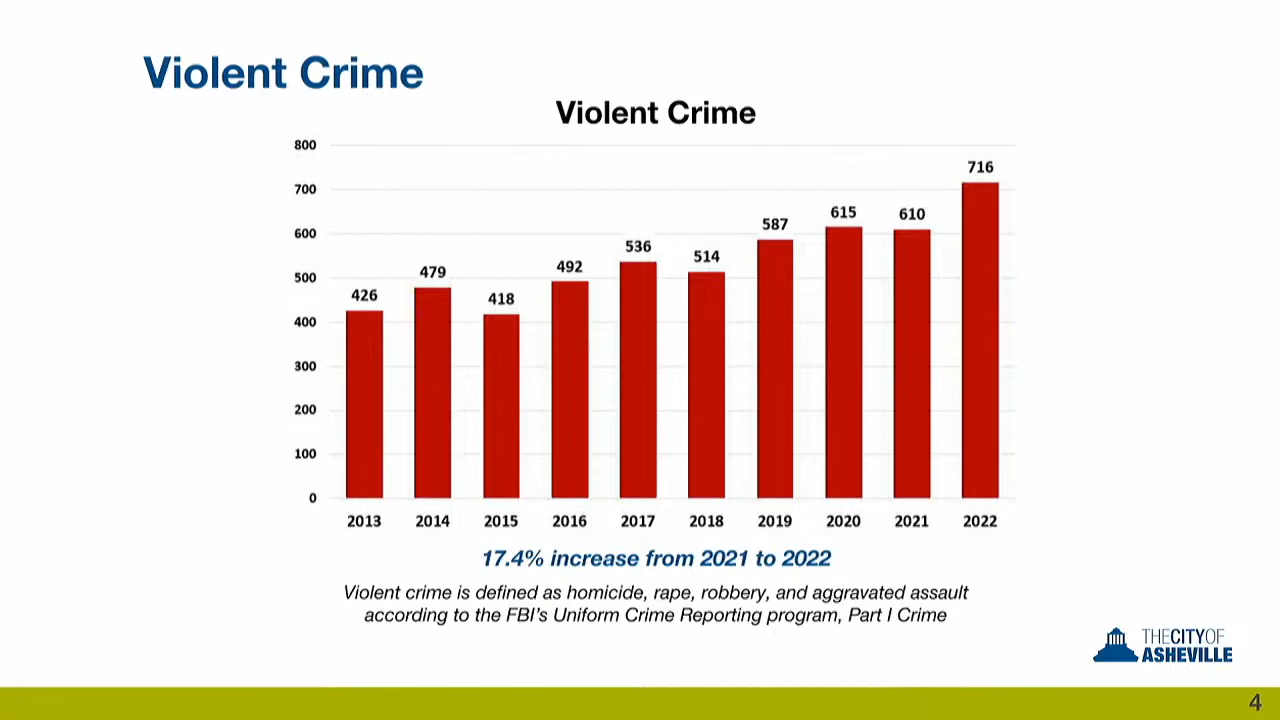 Violent Crime
Violent Crime
800
700
600
500
400
300
200
100
0
426
479
418
492
536
514
587
615
610
716
2013 2014 2015 2016 2017 2018 2019 2020 2021 2022
17.4% increase from 2021 to 2022
Violent crime is defined as homicide, rape, robbery, and aggravated assault
according to the FBI's Uniform Crime Reporting program, Part I Crime
THECITYOF
ASHEVILLE
4